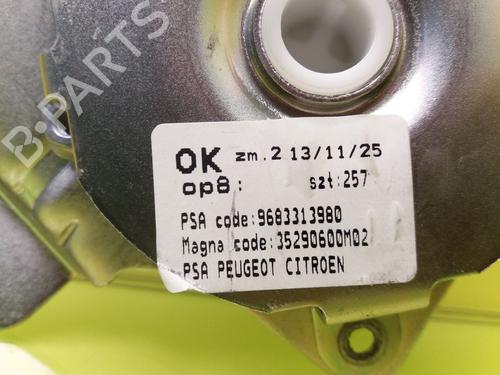 B-PARTS
OK zm.2 13/11/25
op8: szt:257
PSA code:9683313980
Magna code:35290600M02
PSA PEUGEOT CITROEN